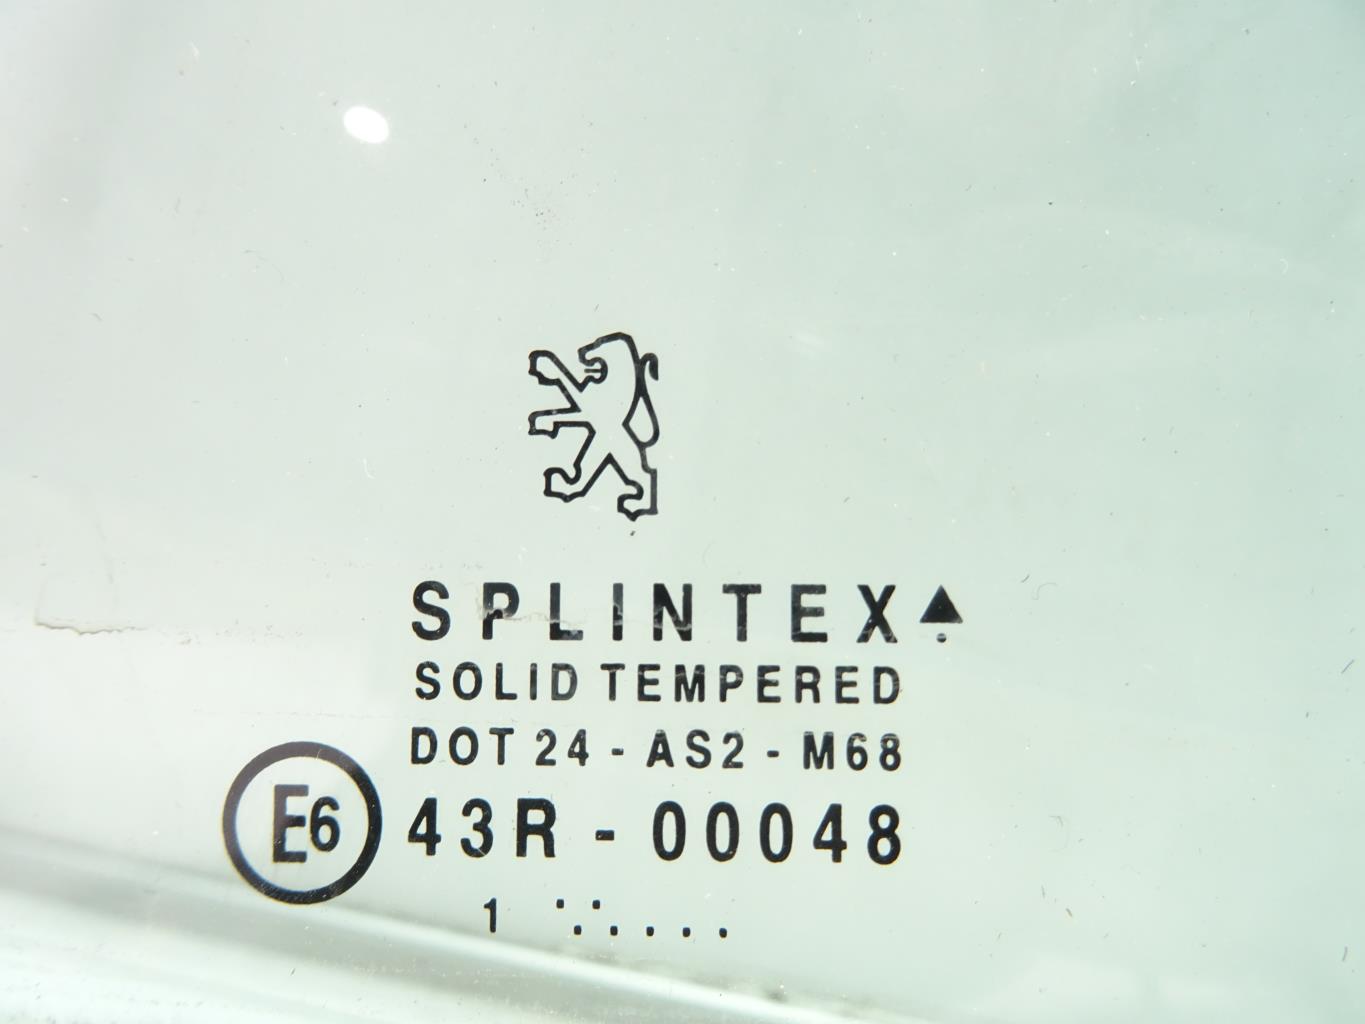 SPLINTEX
SOLID TEMPERED
DOT 24 - AS2 - M68
E6 43R - 00048
1